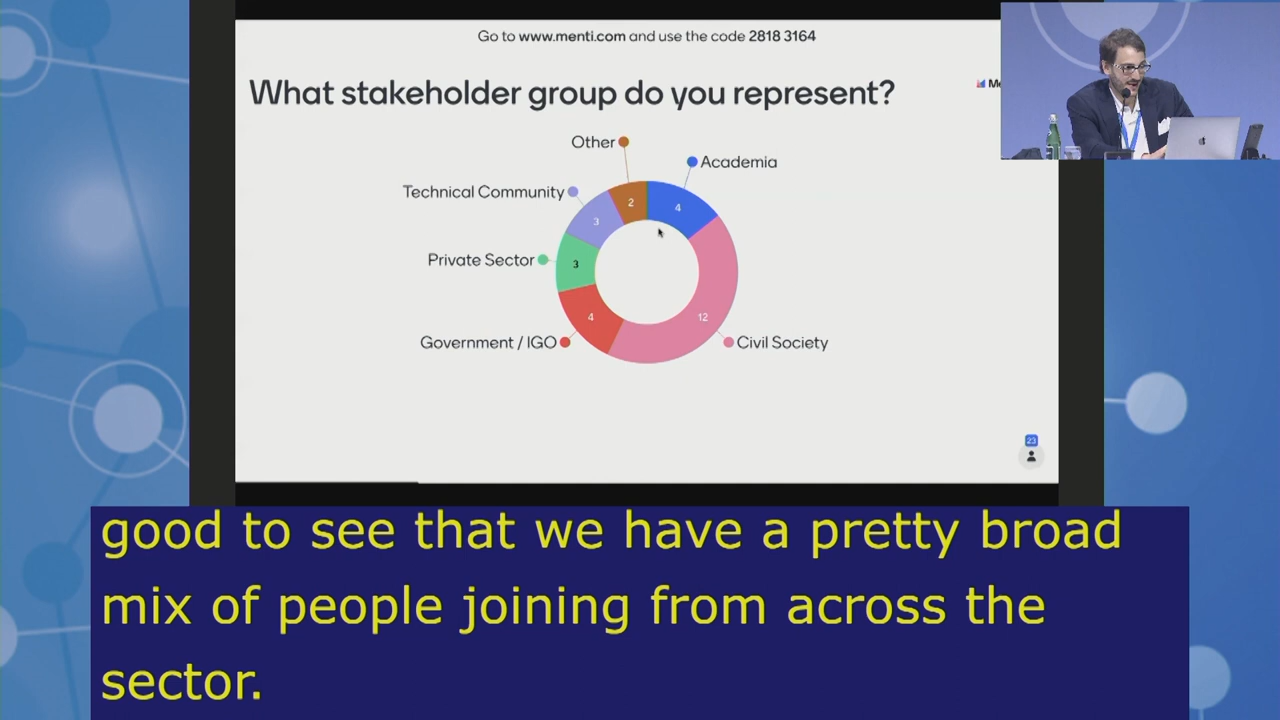 Go to www.menti.com and use the code 2818 3164
What stakeholder group do you represent?
Other
Academia
Technical Community
2
4
3
Private Sector
3
4
12
Government / IGO
Civil Society
23
good to see that we have a pretty broad
mix of people joining from across the
sector.